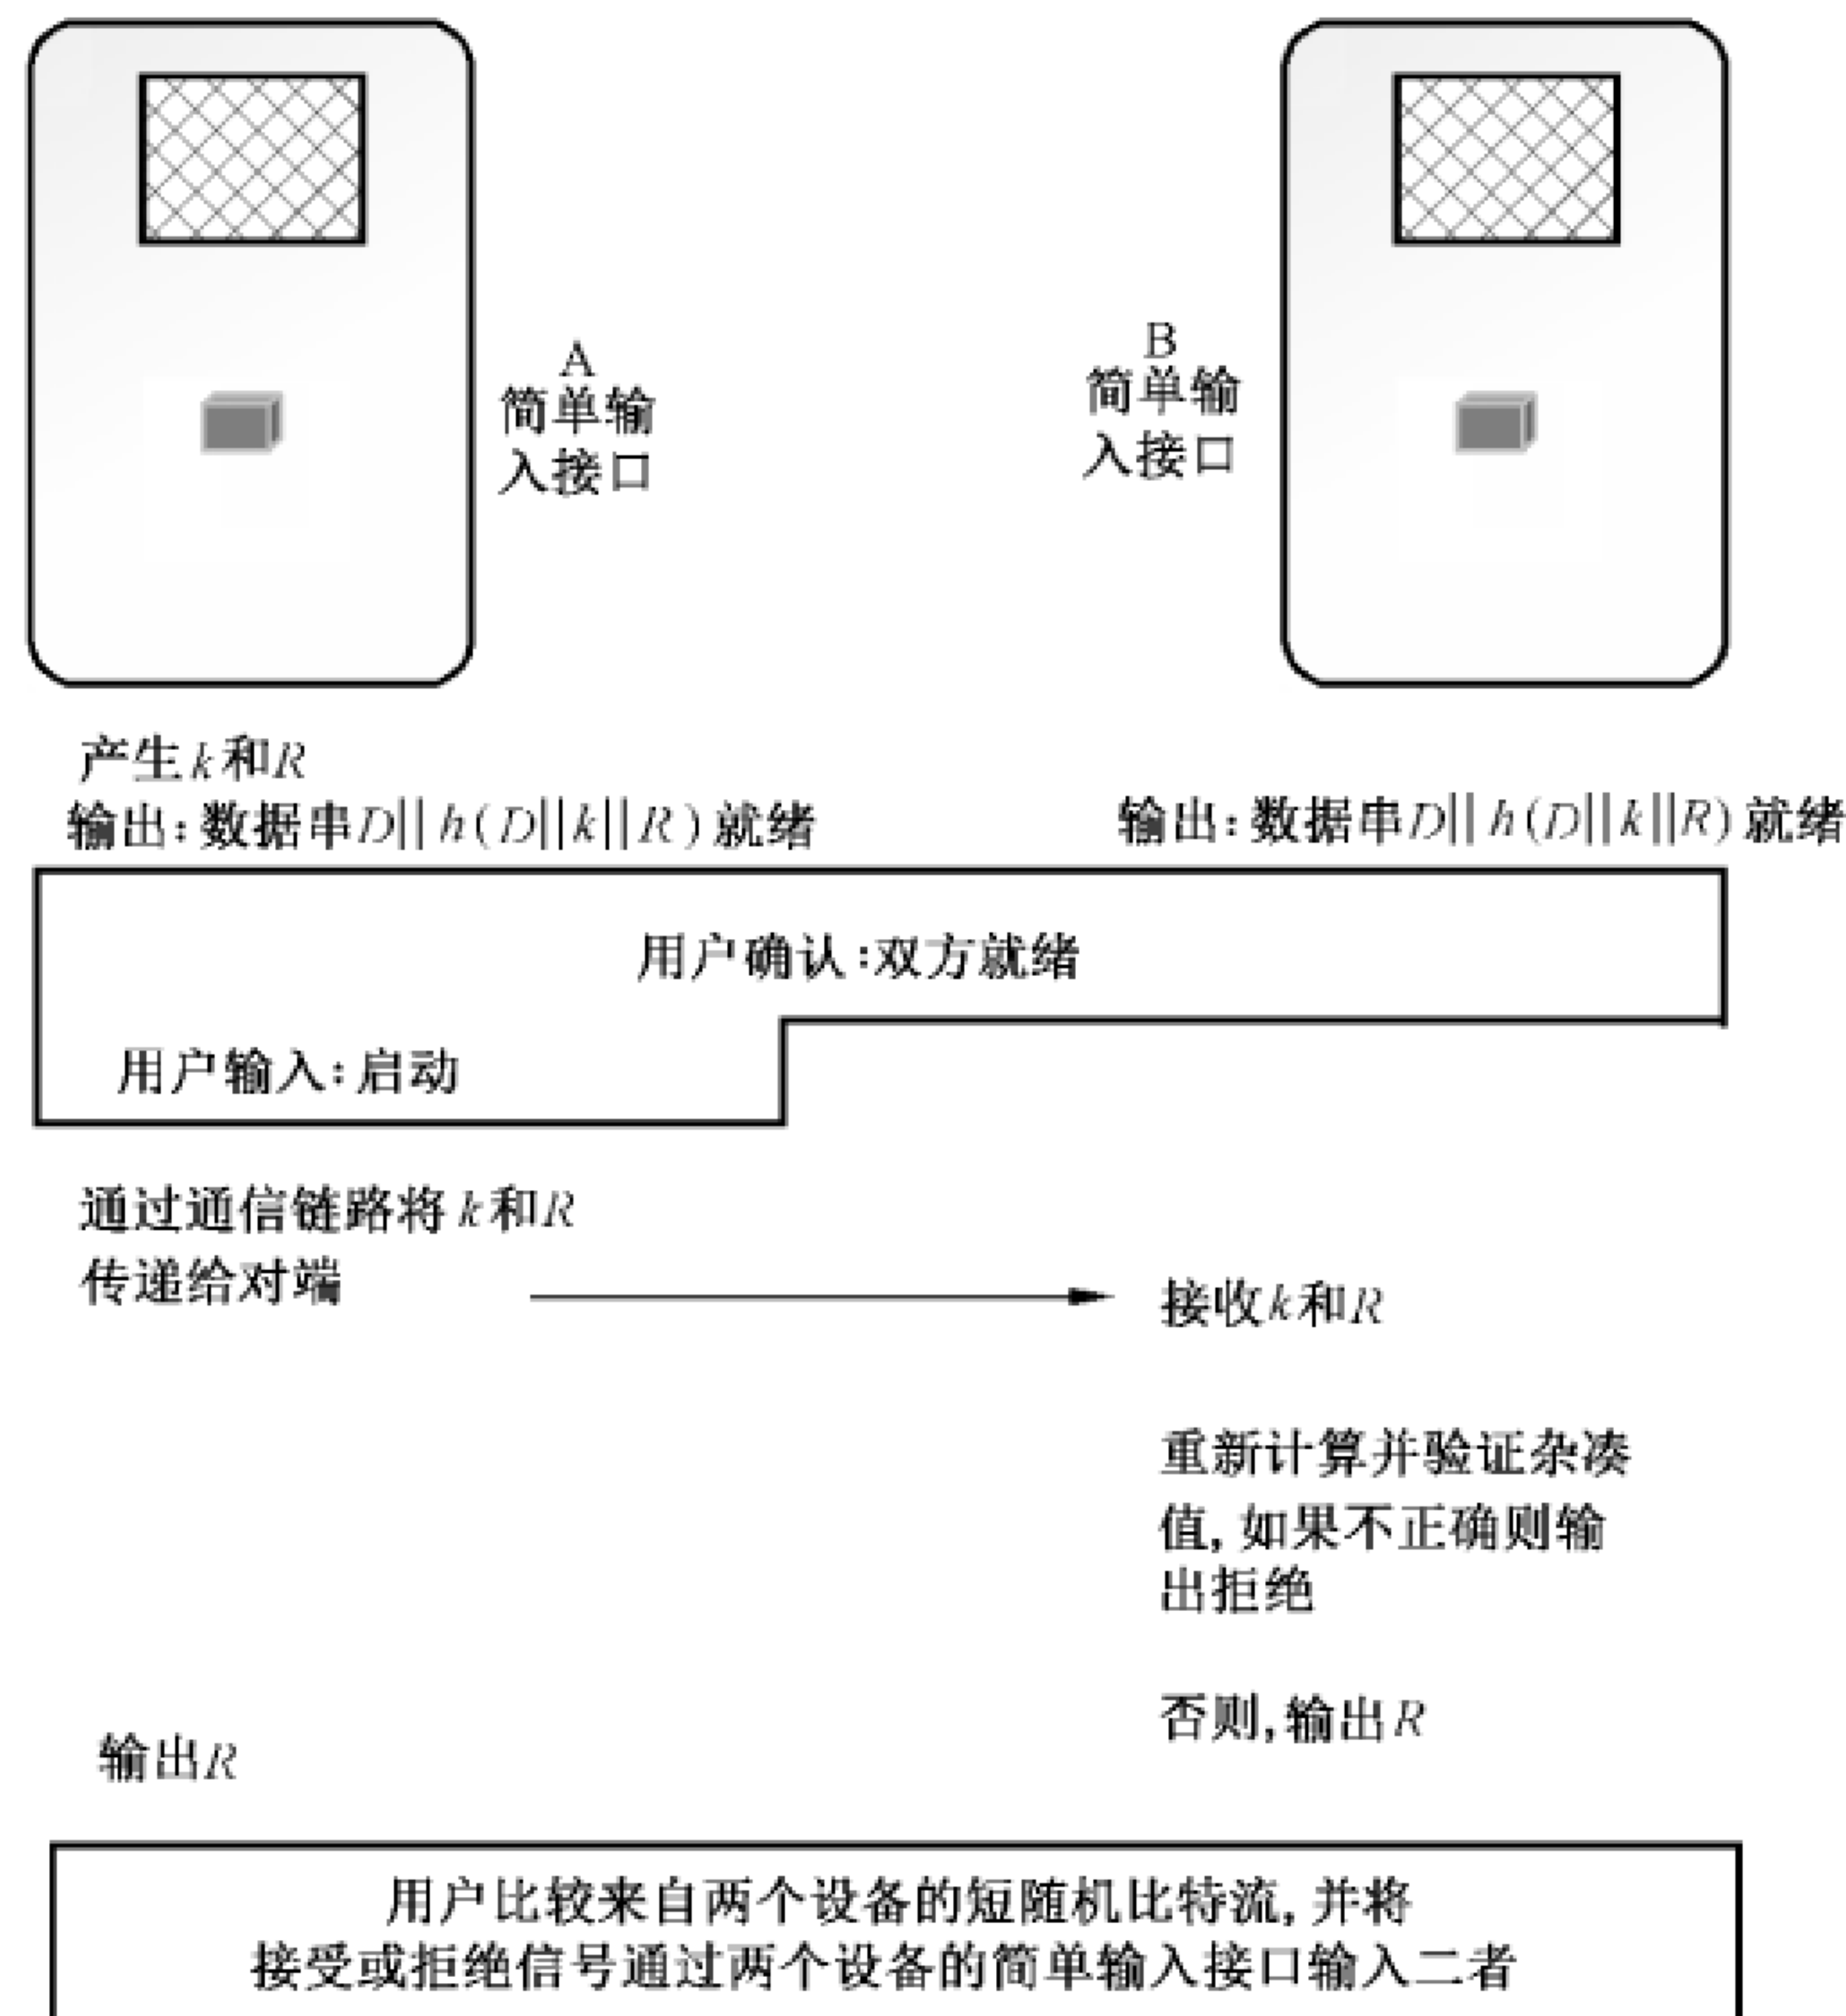 A
简单输
入接口
B
简单输
入接口
产生k和R
输出:数据串D||h(D||k||R)就绪
输出:数据串D||h(D||k||R)就绪
用户确认:双方就绪
用户输入:启动
通过通信链路将k和R
传递给对端
接收k和R
重新计算并验证杂凑
值,如果不正确则输
出拒绝
否则,输出R
输出R
用户比较来自两个设备的短随机比特流,并将
接受或拒绝信号通过两个设备的简单输入接口输入二者